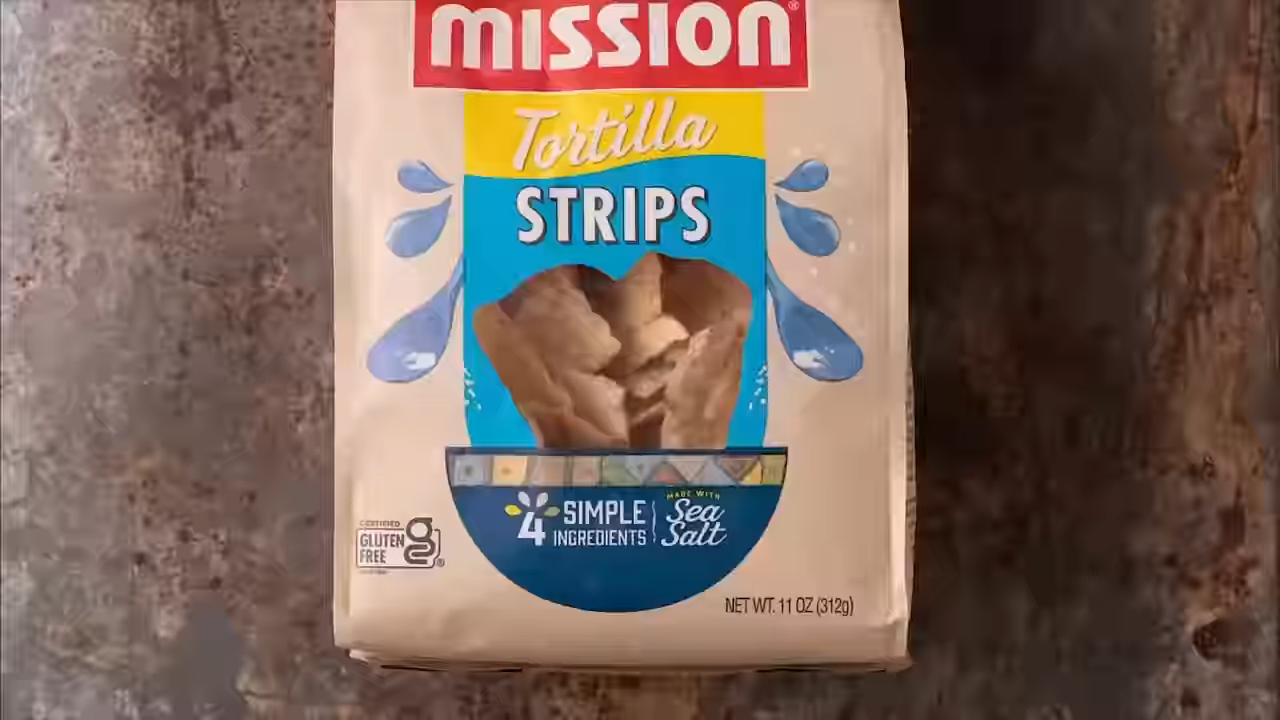 MISSION®
Tortilla
STRIPS
4 SIMPLE
INGREDIENTS
MADE WITH
Sea
Salt
CERTIFIED
GLUTEN
FREE
NET WT. 11 OZ (312g)